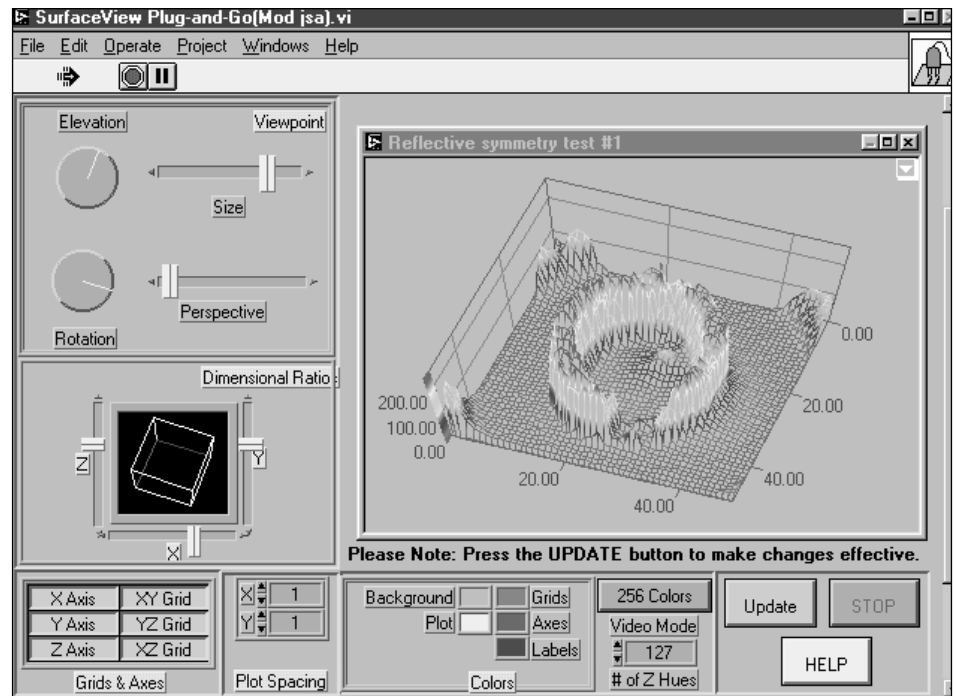 SurfaceView Plug-and-Go(Mod jsa).vi
File Edit Operate Project Windows Help
Elevation
Viewpoint
Size
Perspective
Rotation
Dimensional Ratio
Z
Y
X
Reflective symmetry test #1
200.00
100.00
0.00
20.00
40.00
0.00
20.00
40.00
Please Note: Press the UPDATE button to make changes effective.
X Axis XY Grid
Y Axis YZ Grid
Z Axis XZ Grid
Grids & Axes
X 1
Y 1
Plot Spacing
Background Grids
Plot Axes
Labels
Colors
256 Colors
Video Mode
127
# of Z Hues
Update
STOP
HELP